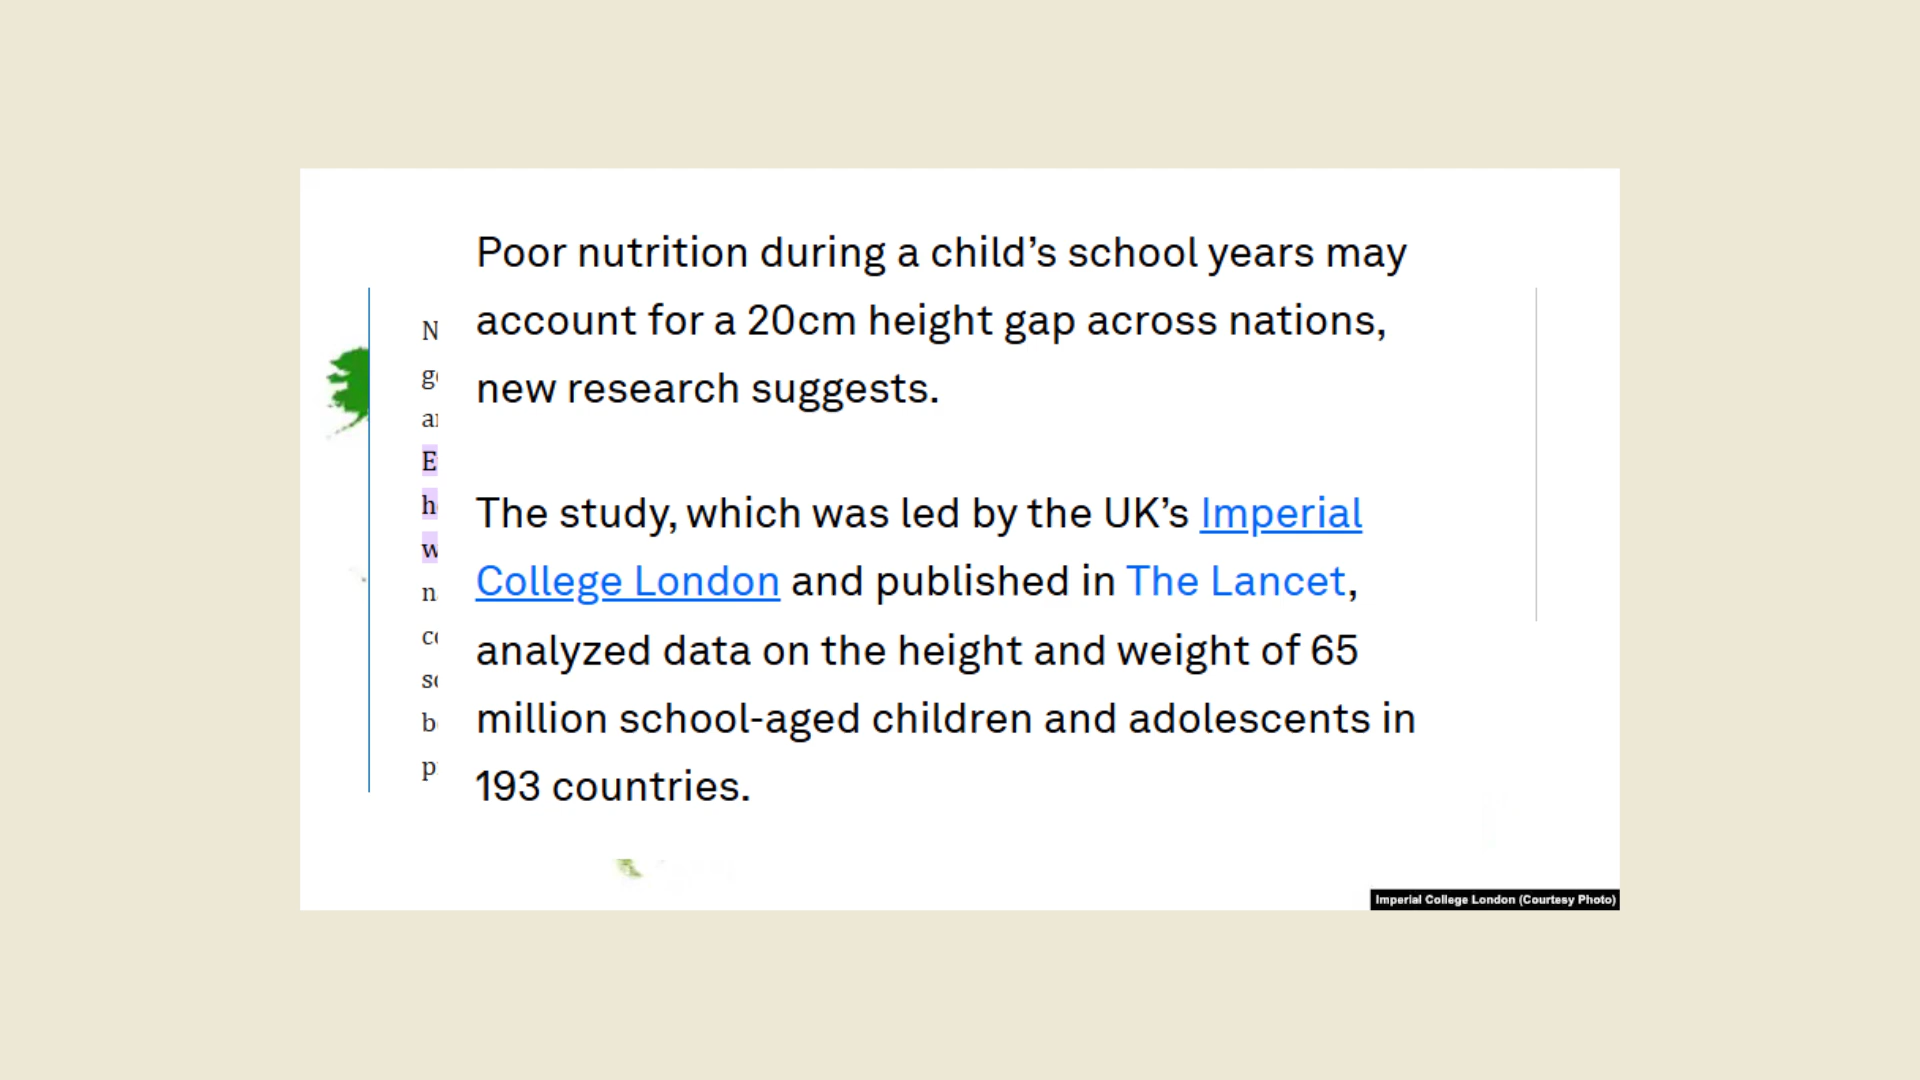 Poor nutrition during a child’s school years may
account for a 20cm height gap across nations,
new research suggests.
The study, which was led by the UK’s Imperial
College London and published in The Lancet,
analyzed data on the height and weight of 65
million school-aged children and adolescents in
193 countries.
Imperial College London (Courtesy Photo)